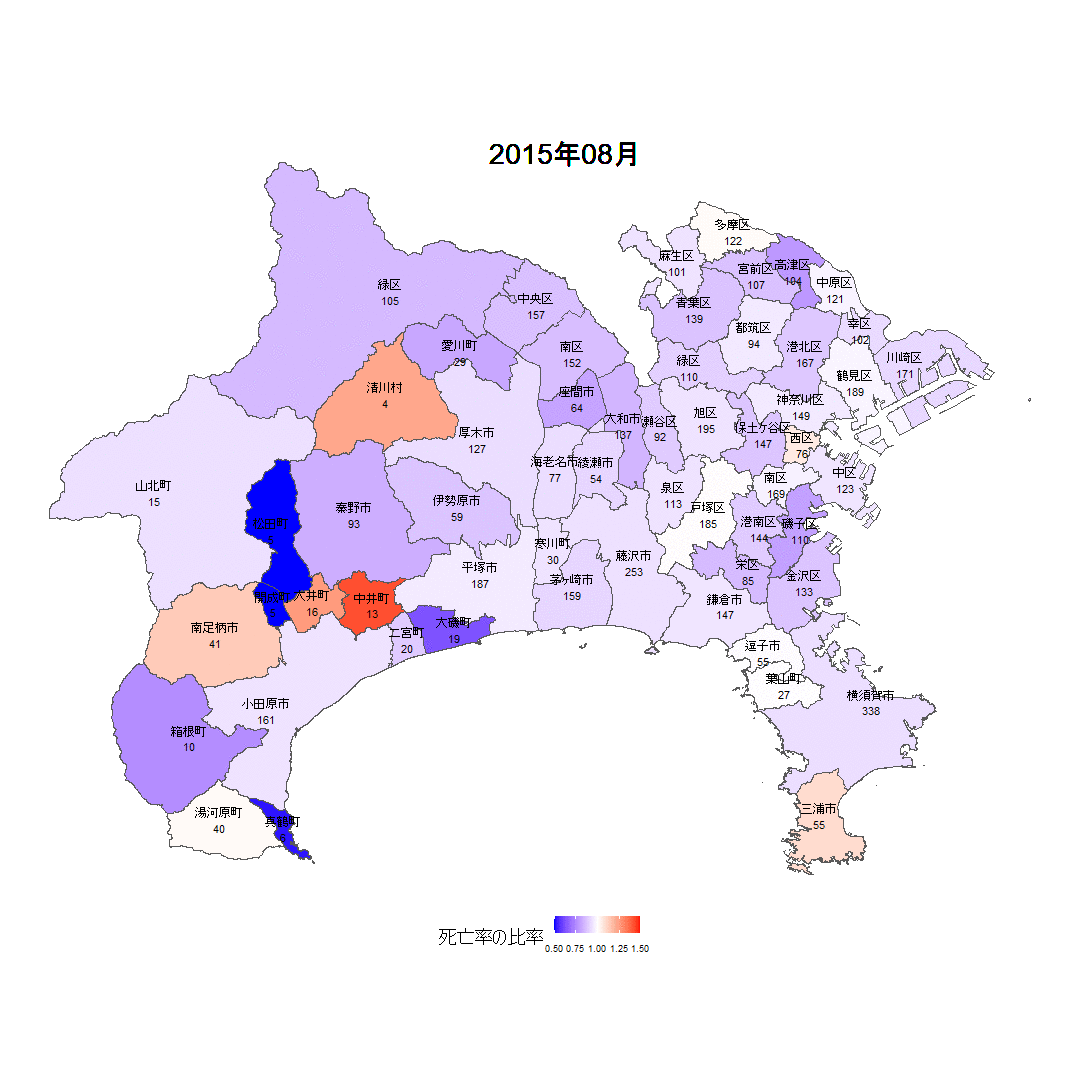 2015年08月
多摩区
122
麻生区
101
宮前区
107
高津区
104
中原区
121
緑区
105
中央区
157
青葉区
139
都筑区
94
幸区
102
港北区
167
川崎区
171
愛川町
29
南区
152
緑区
110
鶴見区
189
清川村
4
座間市
64
神奈川区
149
大和市
137
瀬谷区
92
旭区
195
保土ケ谷区
147
西区
76
厚木市
127
海老名市
77
綾瀬市
54
南区
169
中区
123
山北町
15
泉区
113
戸塚区
185
秦野市
93
伊勢原市
59
港南区
144
磯子区
110
松田町
寒川町
30
藤沢市
253
栄区
85
金沢区
133
平塚市
187
茅ヶ崎市
159
開成町
5
大井町
16
中井町
13
鎌倉市
147
南足柄市
41
二宮町
20
大磯町
19
逗子市
55
葉山町
27
小田原市
161
横須賀市
338
箱根町
10
湯河原町
40
真鶴町
6
三浦市
55
死亡率の比率
0.50 0.75 1.00 1.25 1.50